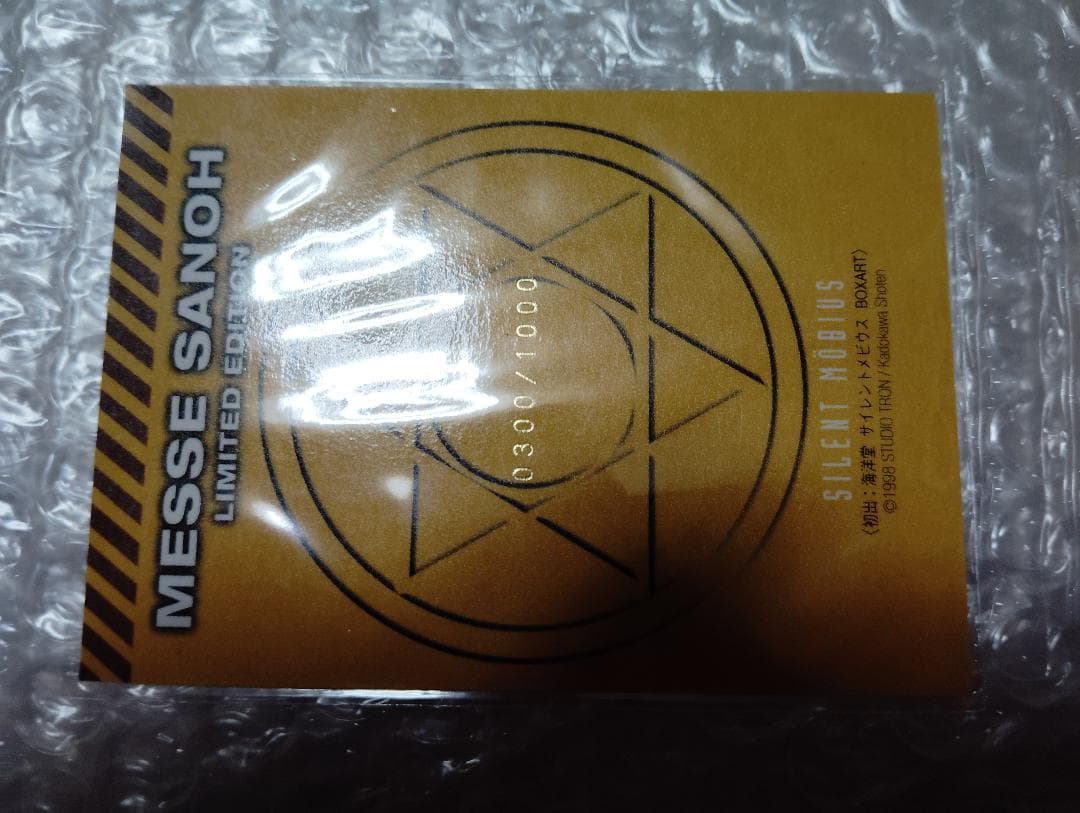 MESSE SANOH
LIMITED EDITION
0300/1000
SILENT MÖBIUS
〈初出：海洋堂 サイレントメビウス BOXART〉
©1998 STUDIO TRON / Kadokawa Shoten